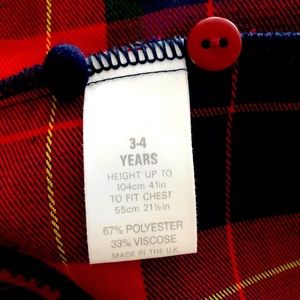 3-4
YEARS
HEIGHT UP TO
104cm 41in
TO FIT CHEST
55cm 21½in
67% POLYESTER
33% VISCOSE
MADE IN THE U.K.